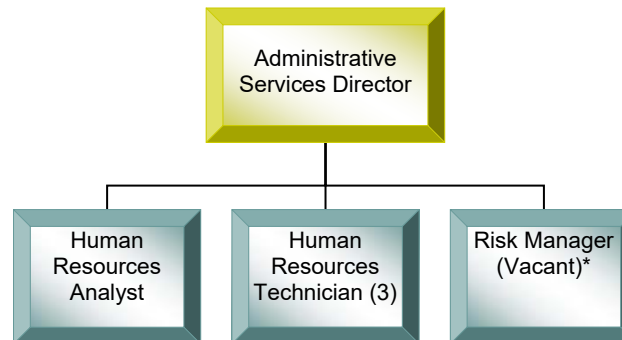 Administrative
Services Director
Human
Resources
Analyst
Human
Resources
Technician (3)
Risk Manager
(Vacant)*